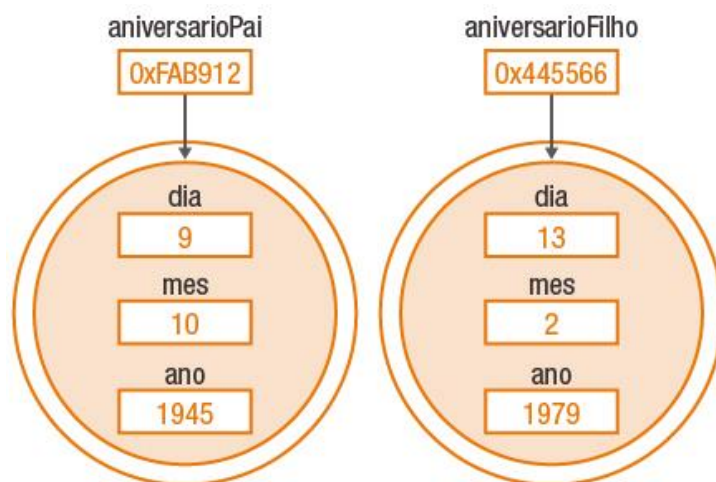 aniversarioPai
0xFAB912
dia
9
mes
10
ano
1945
aniversarioFilho
0x445566
dia
13
mes
2
ano
1979